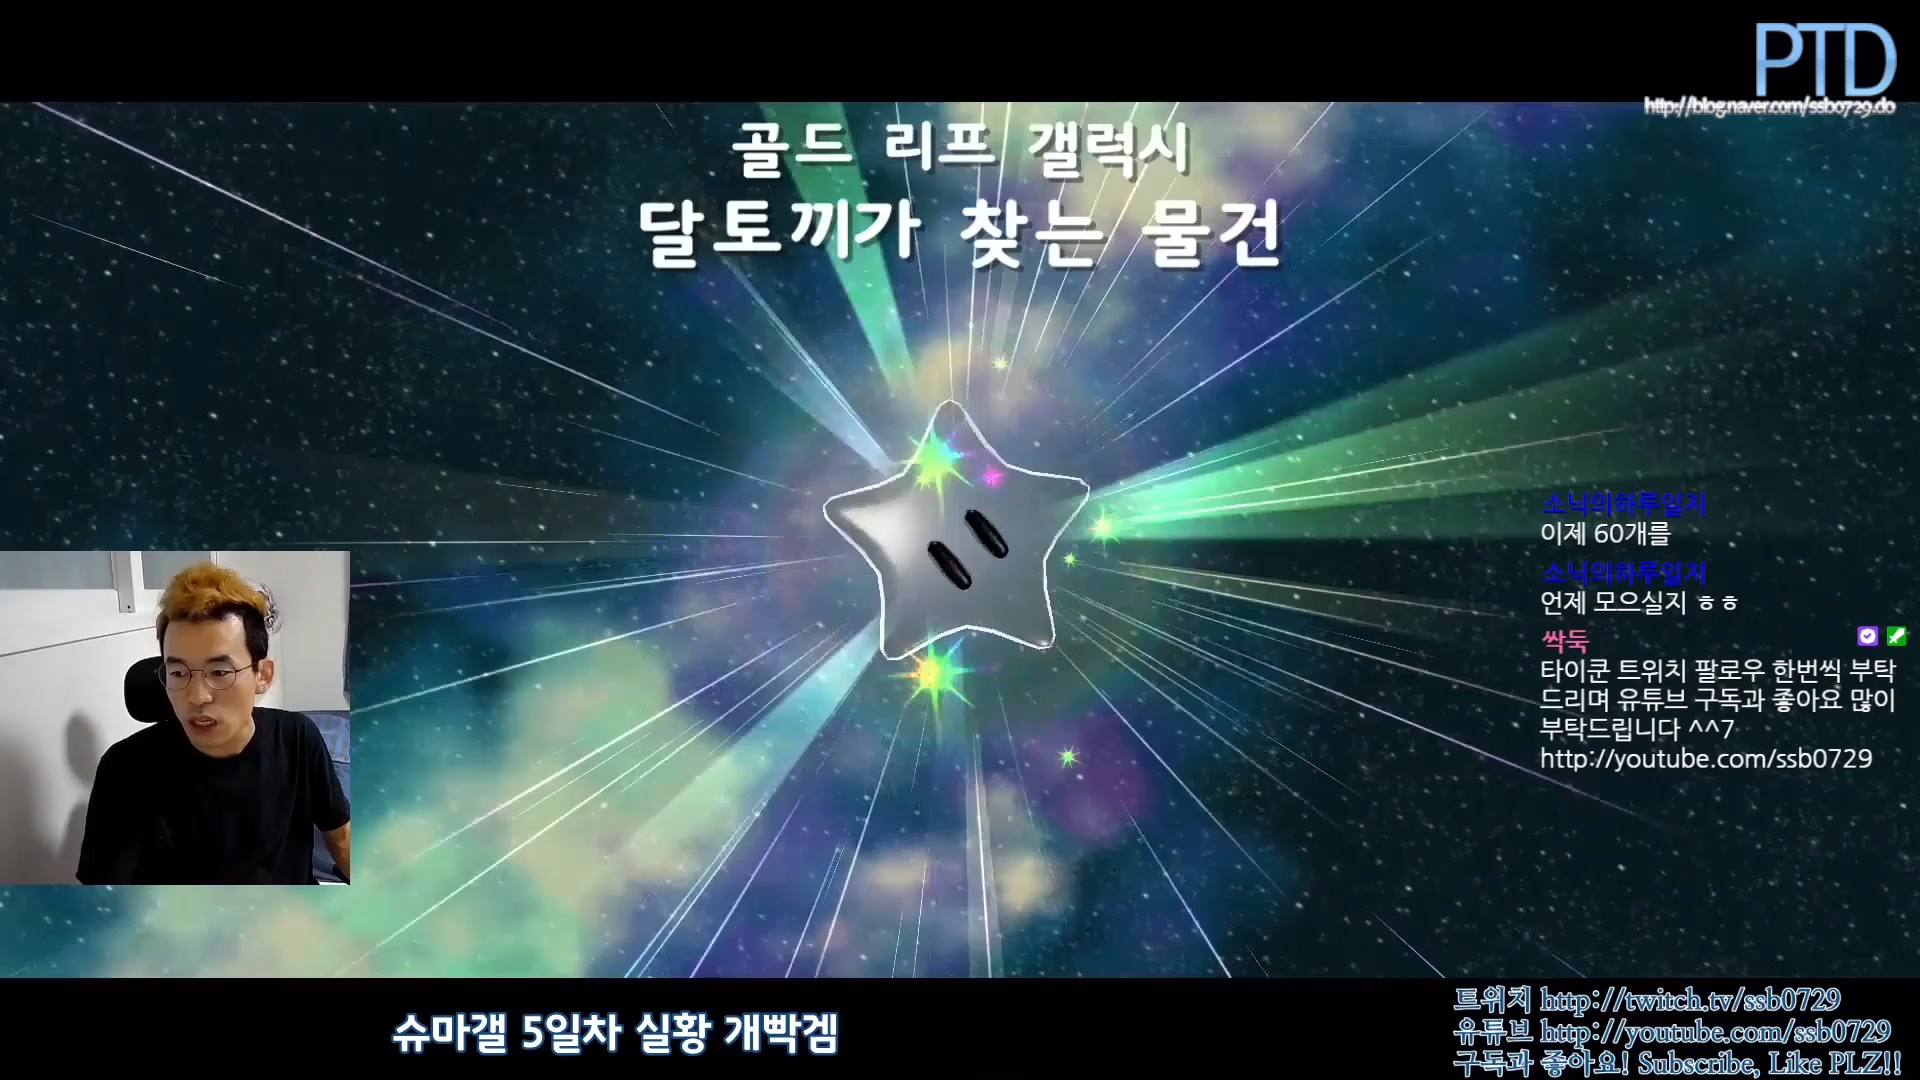 PTD
http://blog.naver.com/ssb0729.do
골드 리프 갤럭시
달토끼가 찾는 물건
소닉의하루일지
이제 60개를
소닉의하루일지
언제 모으실지 ㅎㅎ
싹둑
타이쿤 트위치 팔로우 한번씩 부탁
드리며 유튜브 구독과 좋아요 많이
부탁드립니다 ^^7
http://youtube.com/ssb0729
슈마갤 5일차 실황 개빡겜
트위치 http://twitch.tv/ssb0729
유튜브 http://youtube.com/ssb0729
구독과 좋아요! Subscribe, Like PLZ!!